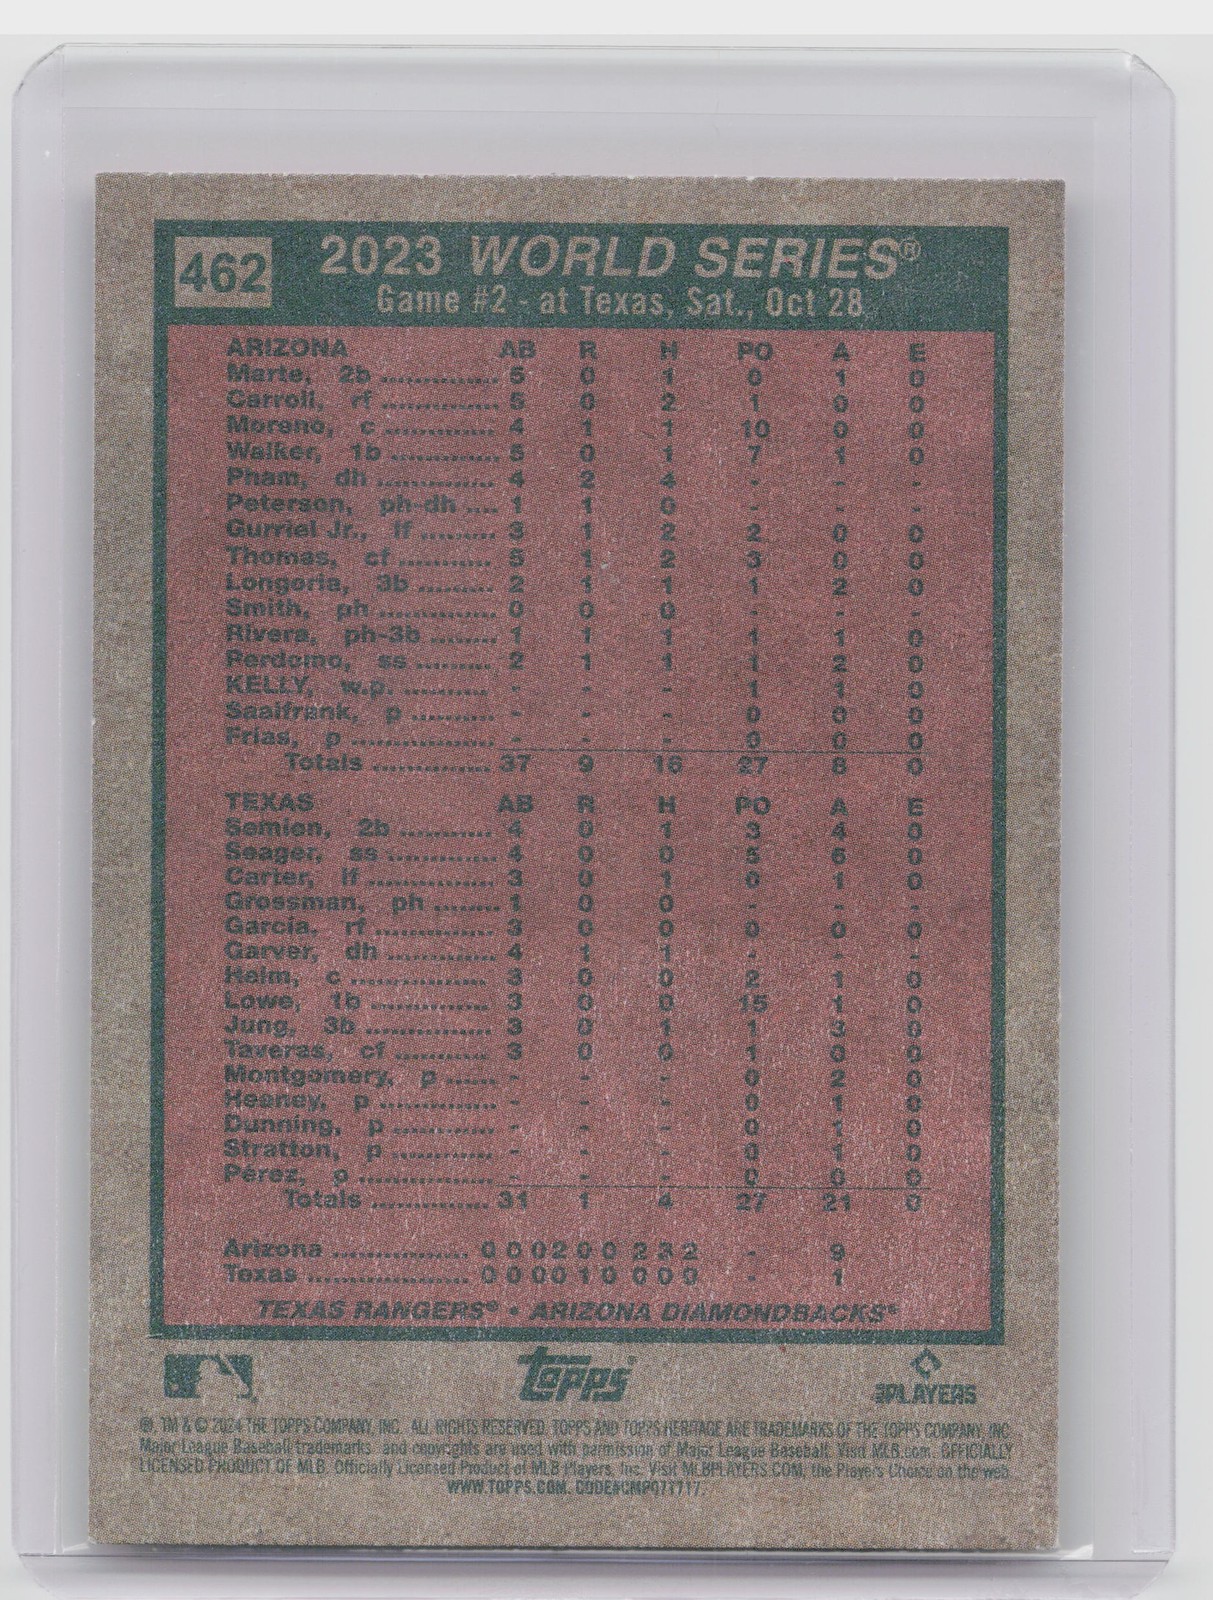 462
2023 WORLD SERIES®
Game #2 - at Texas, Sat., Oct 28
ARIZONA AB R H PO A E
Marte, 2b .............. 5 0 1 0 1 0
Carroll, rf .............. 5 0 2 1 0 0
Moreno, c ............. 4 1 1 10 0 0
Walker, 1b ............. 5 0 1 7 1 0
Pham, dh .............. 4 2 4 - - -
Peterson, ph-dh .... 1 1 0 - - -
Gurriel Jr., lf ......... 3 1 2 2 0 0
Thomas, cf ............ 5 1 2 3 0 0
Longoria, 3b ......... 2 1 1 1 2 0
Smith, ph .............. 0 0 0 - - -
Rivera, ph-3b ........ 1 1 1 1 1 0
Perdomo, ss ......... 2 1 1 1 2 0
KELLY, w.p. .......... - - - 1 1 0
Saalfrank, p .......... - - - 0 0 0
Frias, p ................. - - - 0 0 0
Totals .............. 37 9 16 27 8 0
TEXAS AB R H PO A E
Semien, 2b ........... 4 0 1 3 4 0
Seager, ss ............. 4 0 0 5 6 0
Carter, lf ................ 3 0 1 0 1 0
Grossman, ph ........ 1 0 0 - - -
García, rf ............... 3 0 0 0 0 0
Garver, dh ............. 4 1 1 - - -
Heim, c ................. 3 0 0 2 1 0
Lowe, 1b ............... 3 0 0 15 1 0
Jung, 3b ................ 3 0 1 1 3 0
Taveras, cf ............ 3 0 0 1 0 0
Montgomery, p ...... - - - 0 2 0
Heaney, p .............. - - - 0 1 0
Dunning, p ............ - - - 0 1 0
Stratton, p ............ - - - 0 1 0
Pérez, p ................ - - - 0 0 0
Totals .............. 31 1 4 27 21 0
Arizona ................. 0 0 0 2 0 0 2 3 2 - 9
Texas .................... 0 0 0 0 1 0 0 0 0 - 1
TEXAS RANGERS® • ARIZONA DIAMONDBACKS®
Topps® PLAYERS
®, TM & © 2024 THE TOPPS COMPANY, INC. ALL RIGHTS RESERVED. TOPPS AND TOPPS HERITAGE ARE TRADEMARKS OF THE TOPPS COMPANY, INC.
Major League Baseball trademarks and copyrights are used with permission of Major League Baseball. Visit MLB.com. OFFICIALLY
LICENSED PRODUCT OF MLB. Officially Licensed Product of MLB Players, Inc. Visit MLBPLAYERS.COM, the Players Choice on the web.
WWW.TOPPS.COM. CODE#CMP071717.